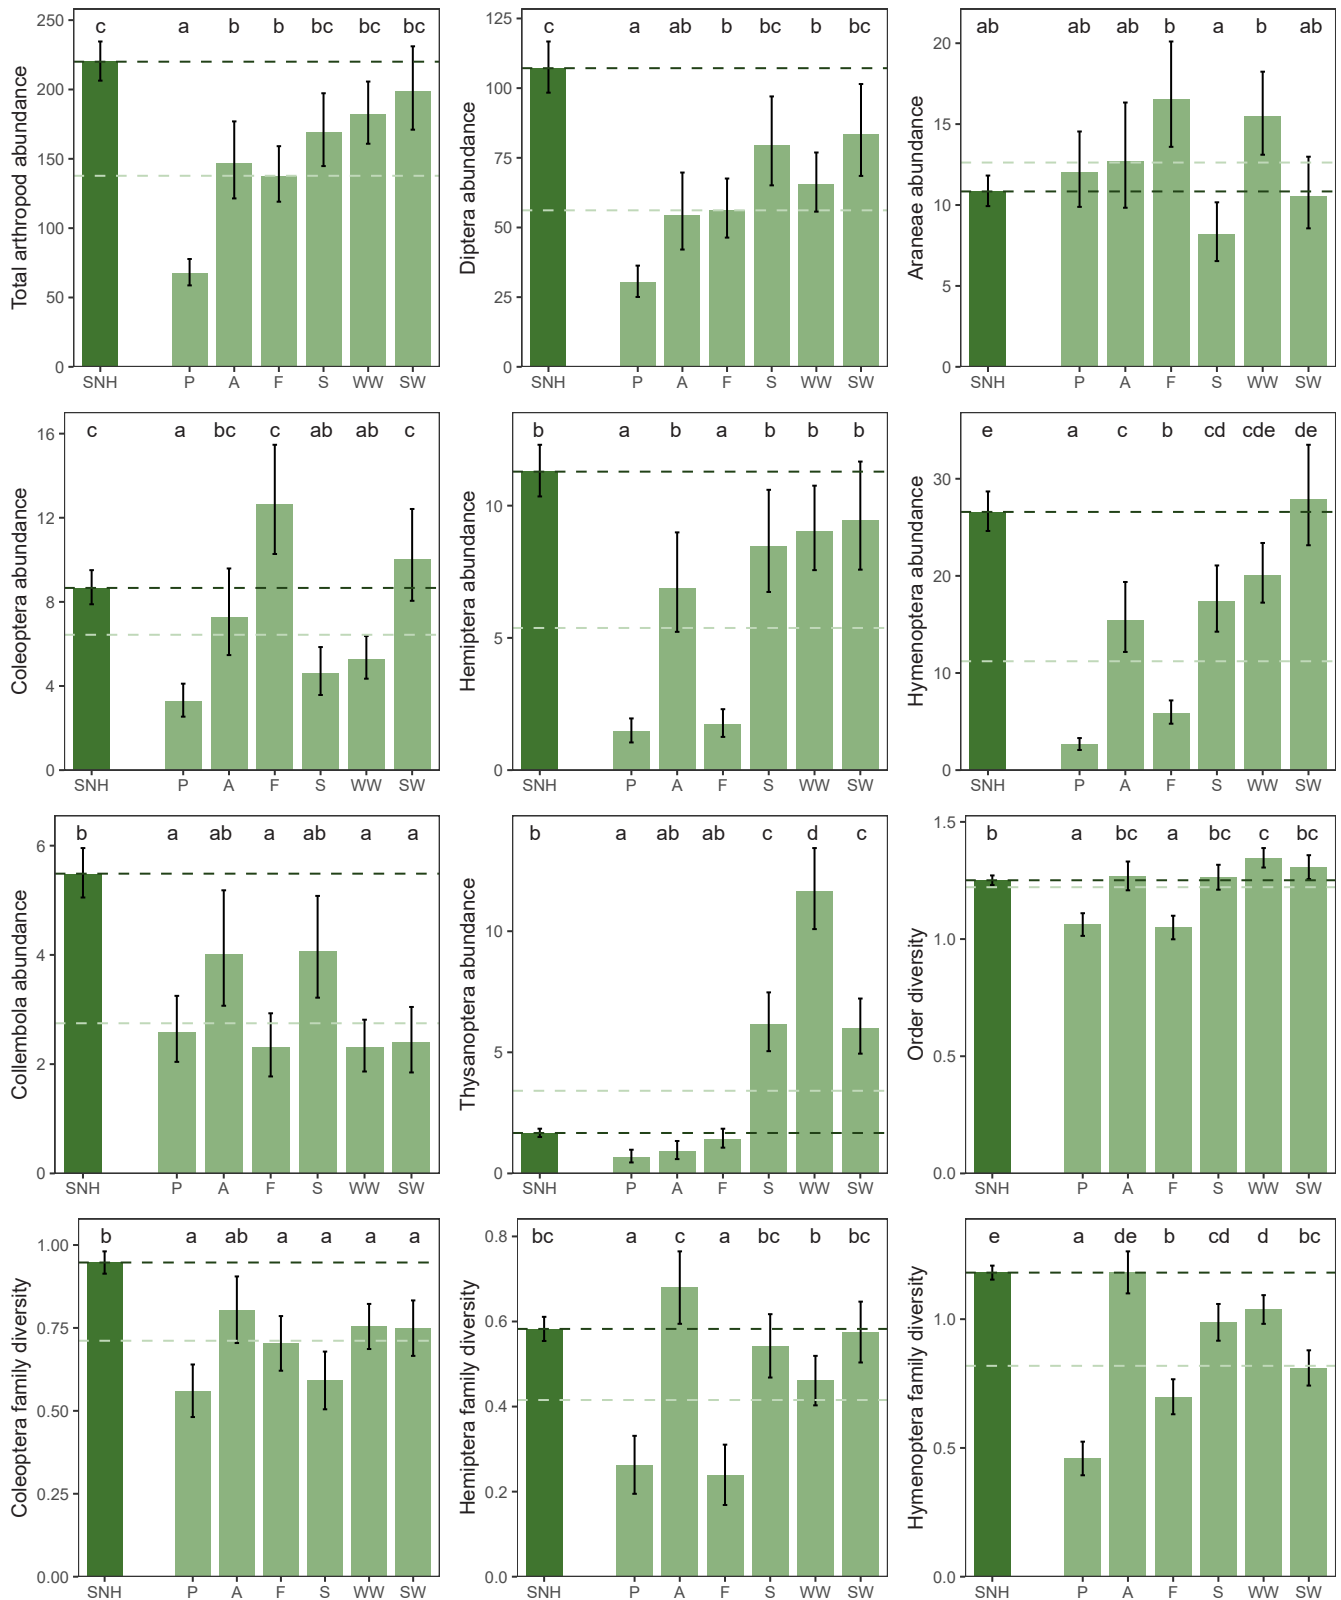 Total arthropod abundance
250
200
150
100
50
0
c a b b bc bc bc
SNH P A F S WW SW
Diptera abundance
125
100
75
50
25
0
c a ab b bc b bc
SNH P A F S WW SW
Araneae abundance
20
15
10
5
0
ab ab ab b a b ab
SNH P A F S WW SW
Coleoptera abundance
16
12
8
4
0
c a bc c ab ab c
SNH P A F S WW SW
Hemiptera abundance
10
5
0
b a b a b b b
SNH P A F S WW SW
Hymenoptera abundance
30
20
10
0
e a c b cd cde de
SNH P A F S WW SW
Collembola abundance
6
4
2
0
b a ab a ab a a
SNH P A F S WW SW
Thysanoptera abundance
10
5
0
b a ab ab c d c
SNH P A F S WW SW
Order diversity
1.5
1.0
0.5
0.0
b a bc a bc c bc
SNH P A F S WW SW
Coleoptera family diversity
1.00
0.75
0.50
0.25
0.00
b a ab a a a a
SNH P A F S WW SW
Hemiptera family diversity
0.8
0.6
0.4
0.2
0.0
bc a c a bc b bc
SNH P A F S WW SW
Hymenoptera family diversity
1.0
0.5
0.0
e a de b cd d bc
SNH P A F S WW SW